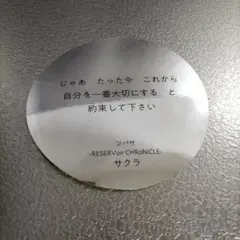 じゃあ たった今 これから
自分を一番大切にする と
約束して下さい
ツバサ
-RESERVoir CHRoNiCLE-
サクラ